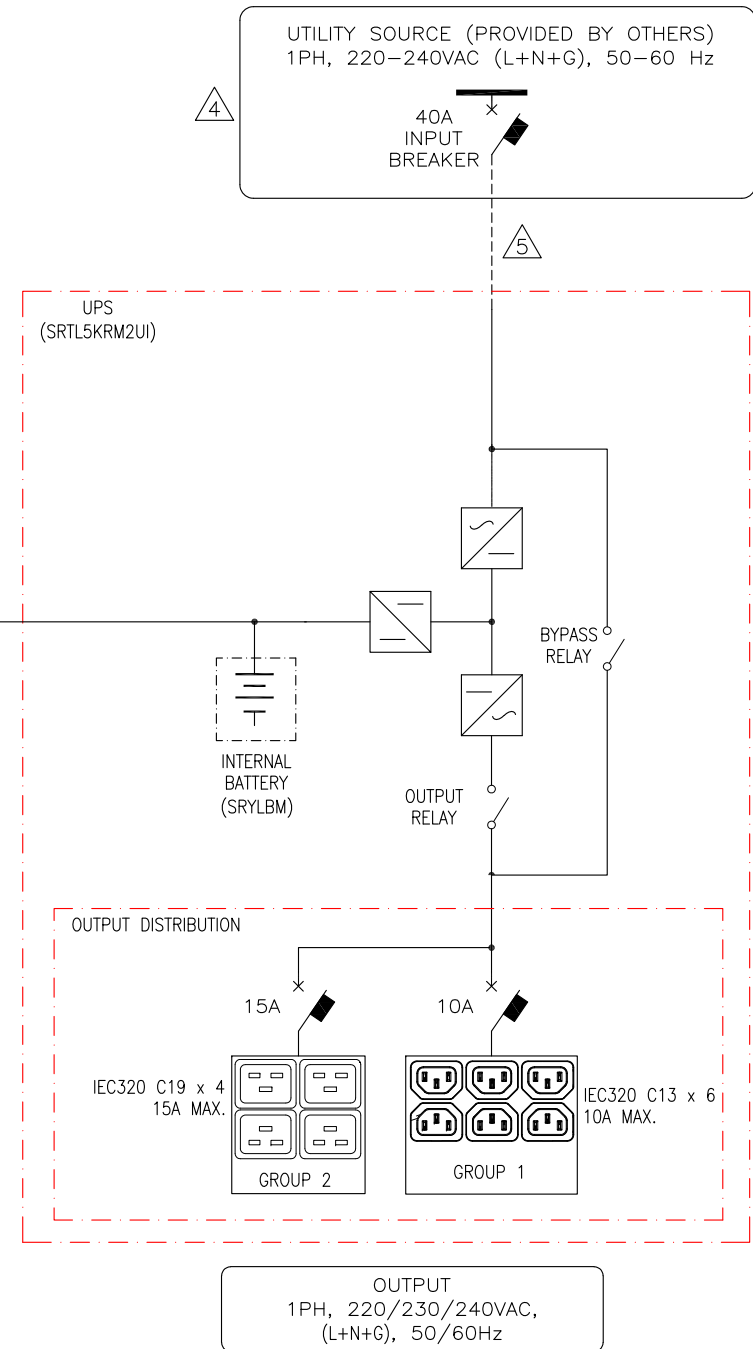 UTILITY SOURCE (PROVIDED BY OTHERS)
1PH, 220-240VAC (L+N+G), 50-60 Hz
4
40A
INPUT
BREAKER
5
UPS
(SRTL5KRM2UI)
BYPASS
RELAY
INTERNAL
BATTERY
(SRYLBM)
OUTPUT
RELAY
OUTPUT DISTRIBUTION
15A
10A
IEC320 C19 x 4
15A MAX.
IEC320 C13 x 6
10A MAX.
GROUP 2
GROUP 1
OUTPUT
1PH, 220/230/240VAC,
(L+N+G), 50/60Hz